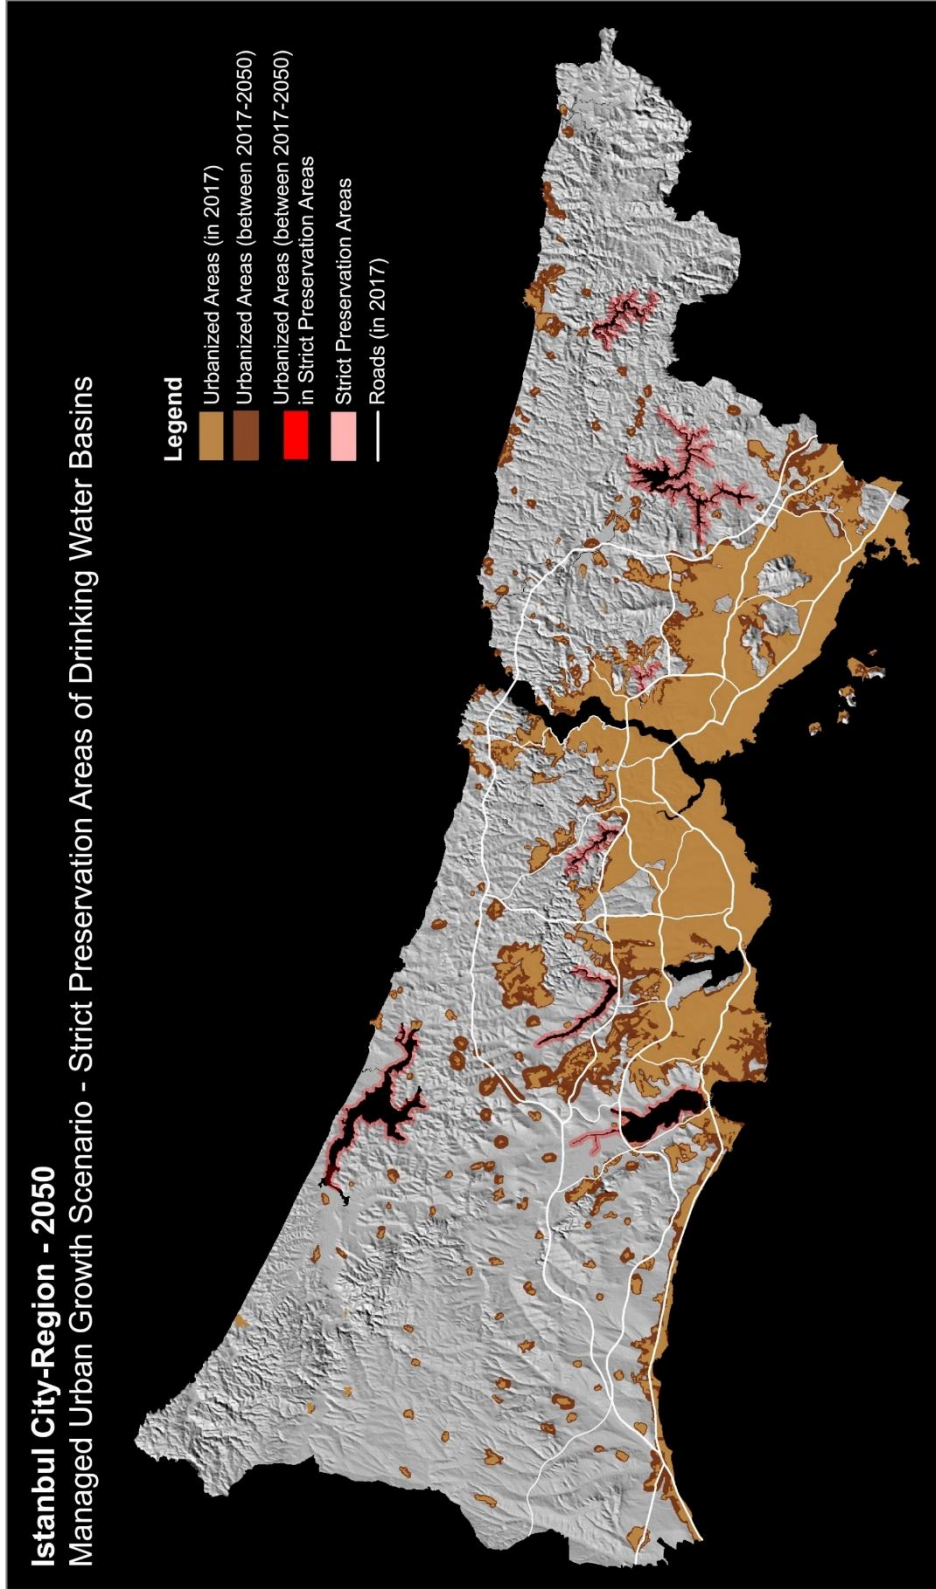 Istanbul City-Region - 2050
Managed Urban Growth Scenario - Strict Preservation Areas of Drinking Water Basins
Legend
Urbanized Areas (in 2017)
Urbanized Areas (between 2017-2050)
Urbanized Areas (between 2017-2050)
in Strict Preservation Areas
Strict Preservation Areas
Roads (in 2017)